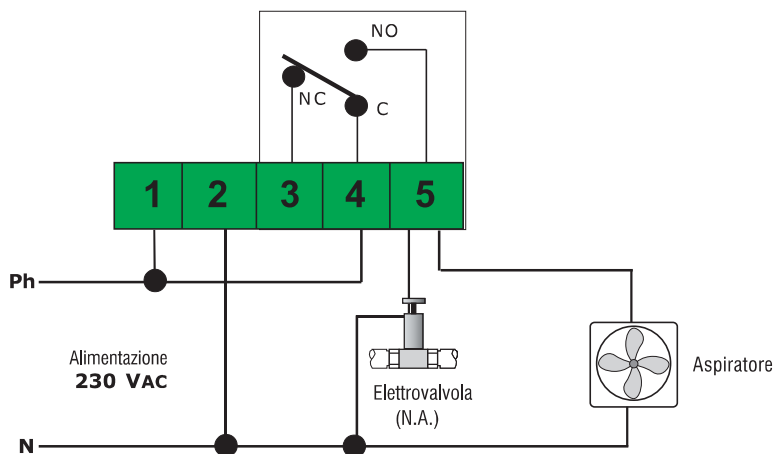 NO
NC
C
1 2 3 4 5
Ph
Alimentazione
230 VAC
Elettrovalvola
(N.A.)
Aspiratore
N